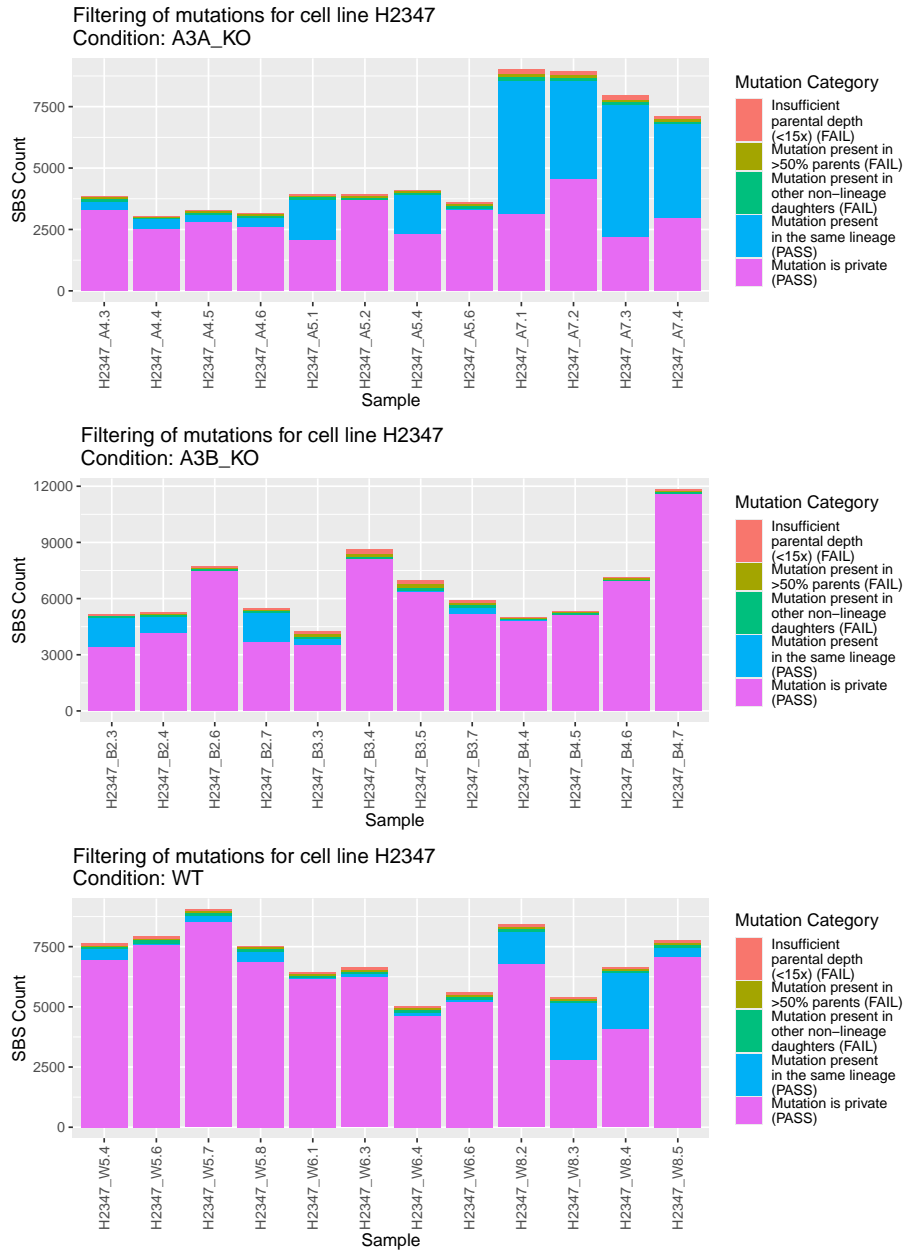 Filtering of mutations for cell line H2347
Condition: A3A_KO
SBS Count
7500
5000
2500
0
H2347_A4.3
H2347_A4.4
H2347_A4.5
H2347_A4.6
H2347_A5.1
H2347_A5.2
H2347_A5.4
H2347_A5.6
H2347_A7.1
H2347_A7.2
H2347_A7.3
H2347_A7.4
Sample
Mutation Category
Insufficient
parental depth
(<15x) (FAIL)
Mutation present in
>50% parents (FAIL)
Mutation present in
other non−lineage
daughters (FAIL)
Mutation present
in the same lineage
(PASS)
Mutation is private
(PASS)
Filtering of mutations for cell line H2347
Condition: A3B_KO
SBS Count
12000
9000
6000
3000
0
H2347_B2.3
H2347_B2.4
H2347_B2.6
H2347_B2.7
H2347_B3.3
H2347_B3.4
H2347_B3.5
H2347_B3.7
H2347_B4.4
H2347_B4.5
H2347_B4.6
H2347_B4.7
Sample
Mutation Category
Insufficient
parental depth
(<15x) (FAIL)
Mutation present in
>50% parents (FAIL)
Mutation present in
other non−lineage
daughters (FAIL)
Mutation present
in the same lineage
(PASS)
Mutation is private
(PASS)
Filtering of mutations for cell line H2347
Condition: WT
SBS Count
7500
5000
2500
0
H2347_W5.4
H2347_W5.6
H2347_W5.7
H2347_W5.8
H2347_W6.1
H2347_W6.3
H2347_W6.4
H2347_W6.6
H2347_W8.2
H2347_W8.3
H2347_W8.4
H2347_W8.5
Sample
Mutation Category
Insufficient
parental depth
(<15x) (FAIL)
Mutation present in
>50% parents (FAIL)
Mutation present in
other non−lineage
daughters (FAIL)
Mutation present
in the same lineage
(PASS)
Mutation is private
(PASS)